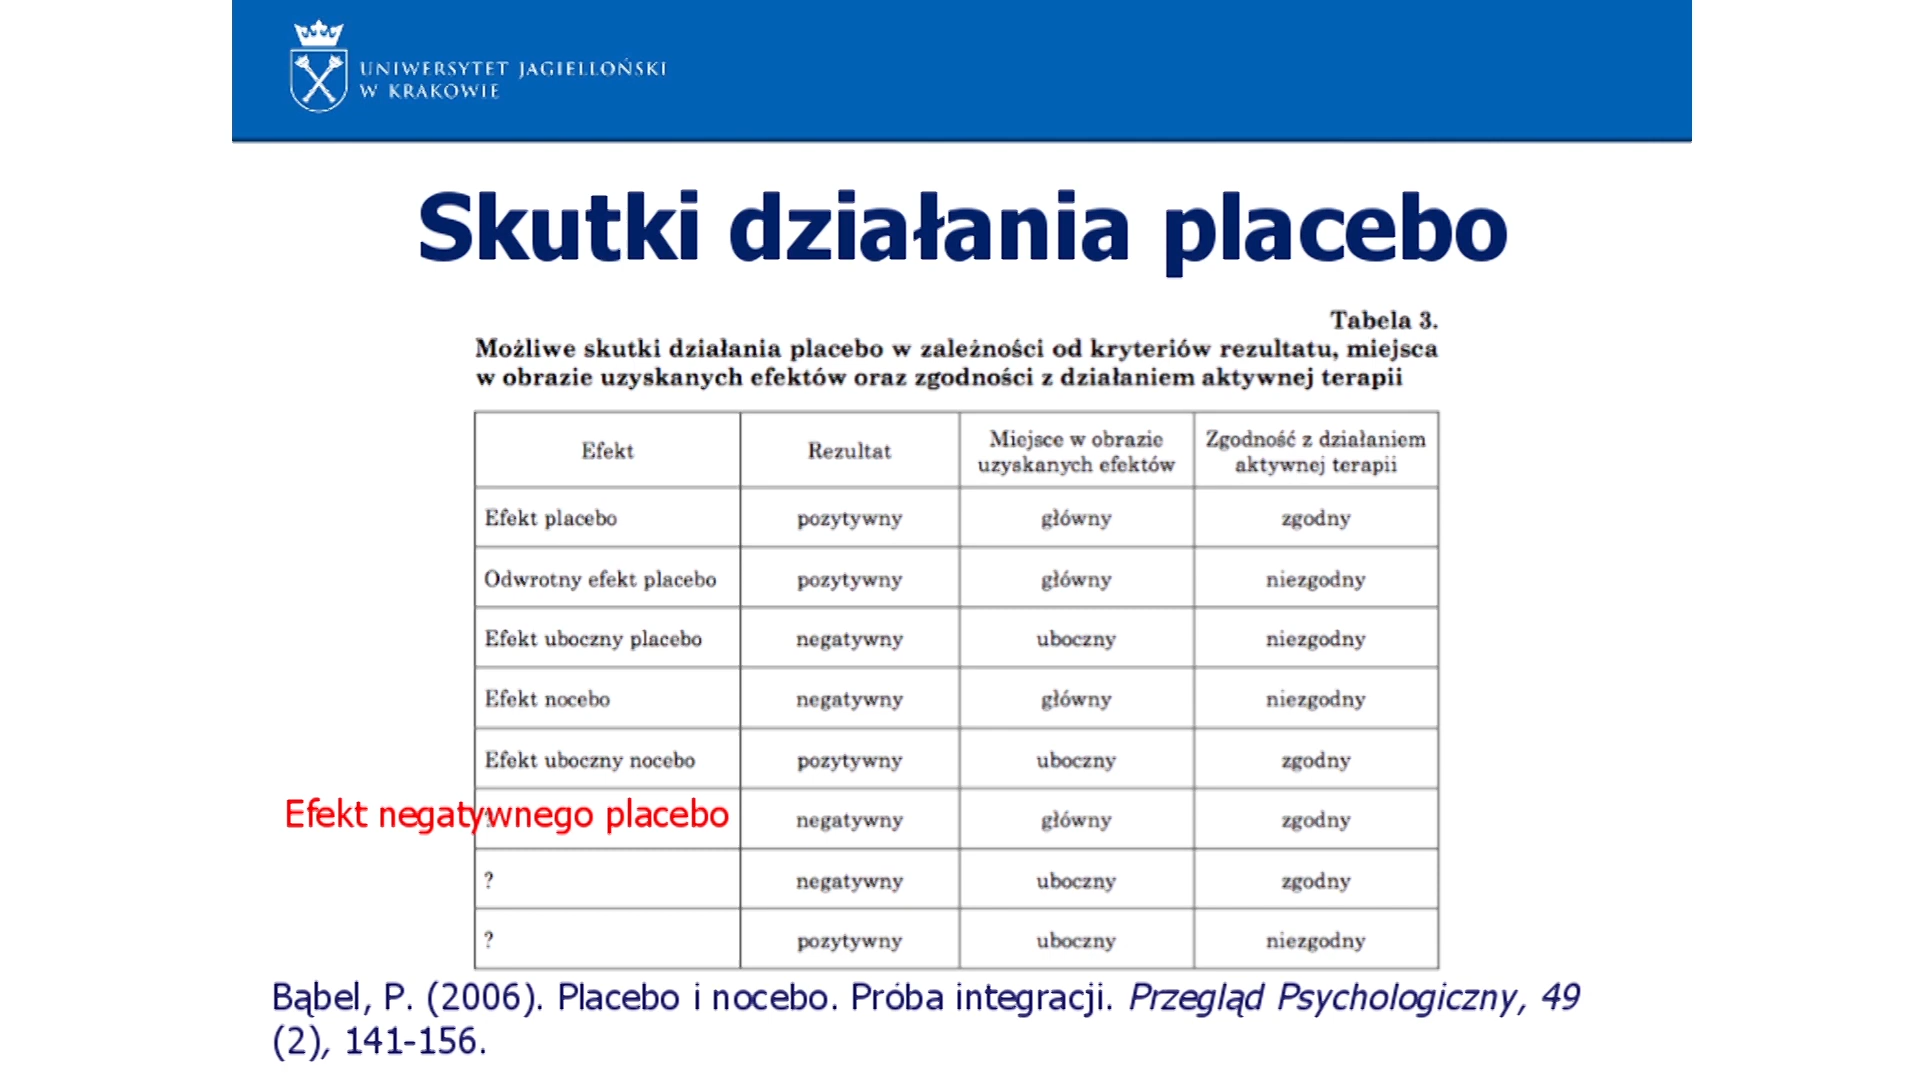 UNIWERSYTET JAGIELLOŃSKI
W KRAKOWIE
Skutki działania placebo
Tabela 3.
Możliwe skutki działania placebo w zależności od kryteriów rezultatu, miejsca
w obrazie uzyskanych efektów oraz zgodności z działaniem aktywnej terapii
Efekt Rezultat Miejsce w obrazie uzyskanych efektów Zgodność z działaniem aktywnej terapii
Efekt placebo pozytywny główny zgodny
Odwrotny efekt placebo pozytywny główny niezgodny
Efekt uboczny placebo negatywny uboczny niezgodny
Efekt nocebo negatywny główny niezgodny
Efekt uboczny nocebo pozytywny uboczny zgodny
Efekt negatywnego placebo negatywny główny zgodny
? negatywny uboczny zgodny
? pozytywny uboczny niezgodny
Bąbel, P. (2006). Placebo i nocebo. Próba integracji. Przegląd Psychologiczny, 49
(2), 141-156.